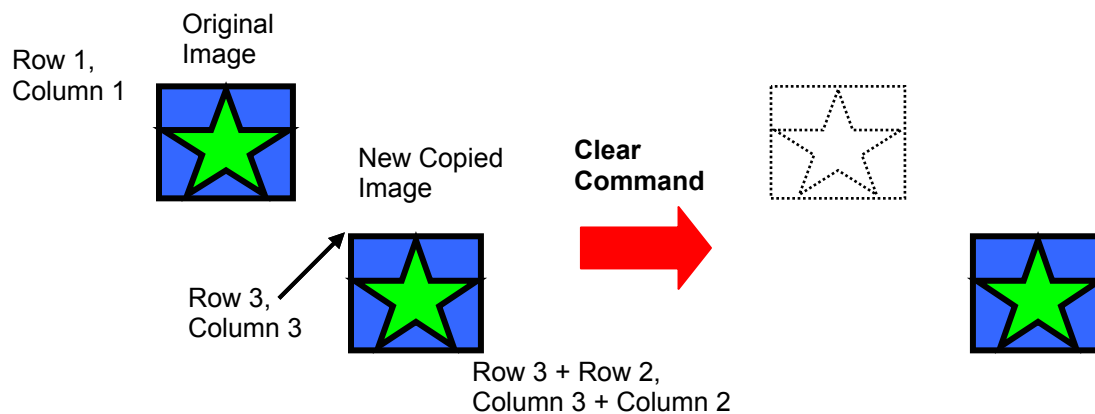 Original
Image
Row 1,
Column 1
New Copied
Image
Clear
Command
Row 3,
Column 3
Row 3 + Row 2,
Column 3 + Column 2